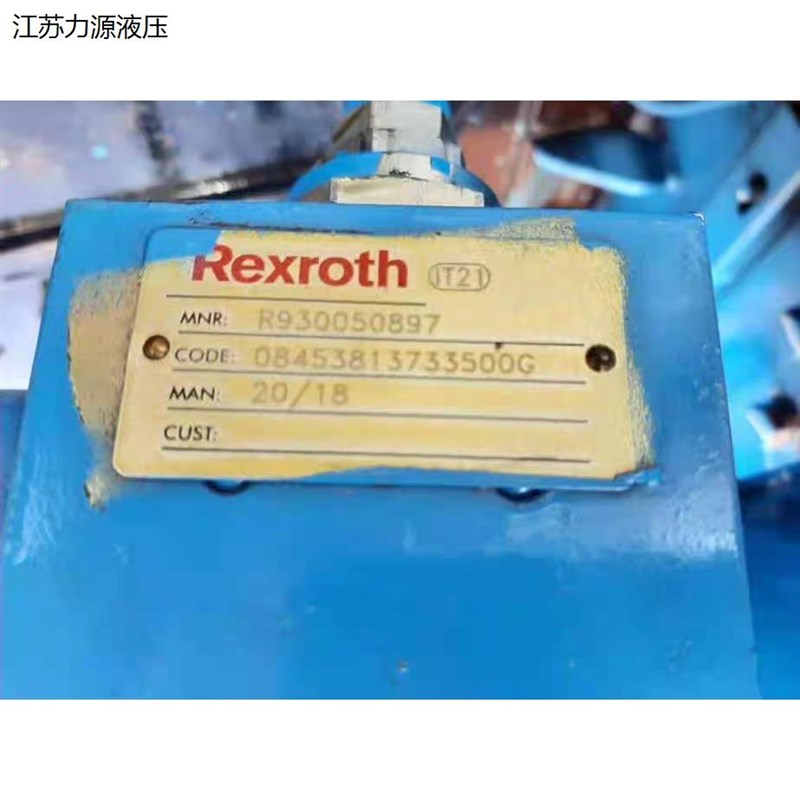 江苏力源液压
Rexroth IT21
MNR: R930050897
CODE: 08453813733500G
MAN: 20/18
CUST: